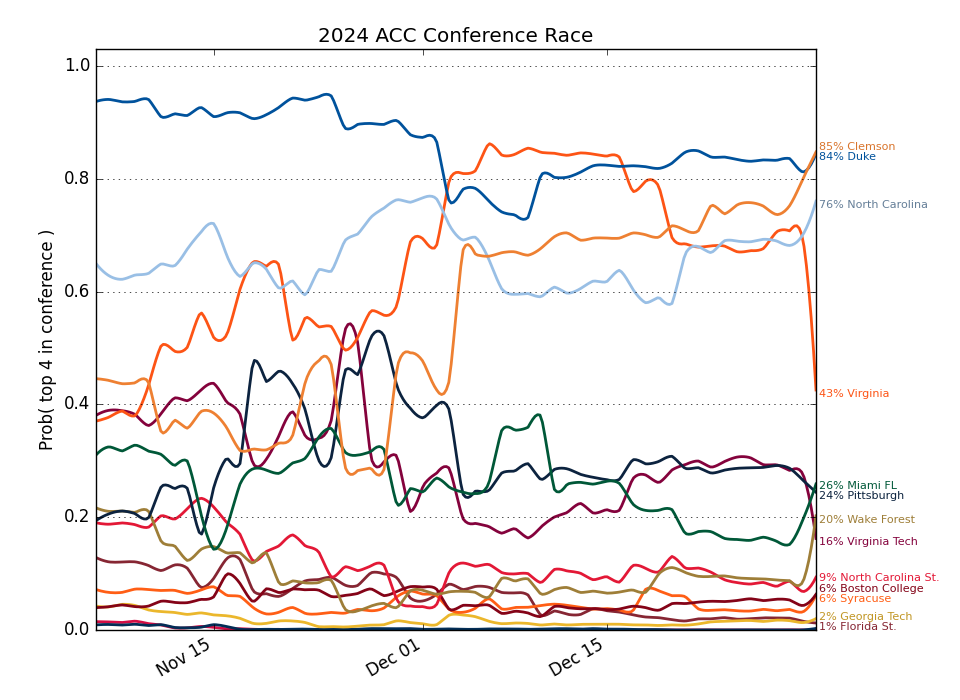 2024 ACC Conference Race
Prob( top 4 in conference )
1.0
0.8
0.6
0.4
0.2
0.0
Nov 15
Dec 01
Dec 15
85% Clemson
84% Duke
76% North Carolina
43% Virginia
26% Miami FL
24% Pittsburgh
20% Wake Forest
16% Virginia Tech
9% North Carolina St.
6% Boston College
6% Syracuse
2% Georgia Tech
1% Florida St.